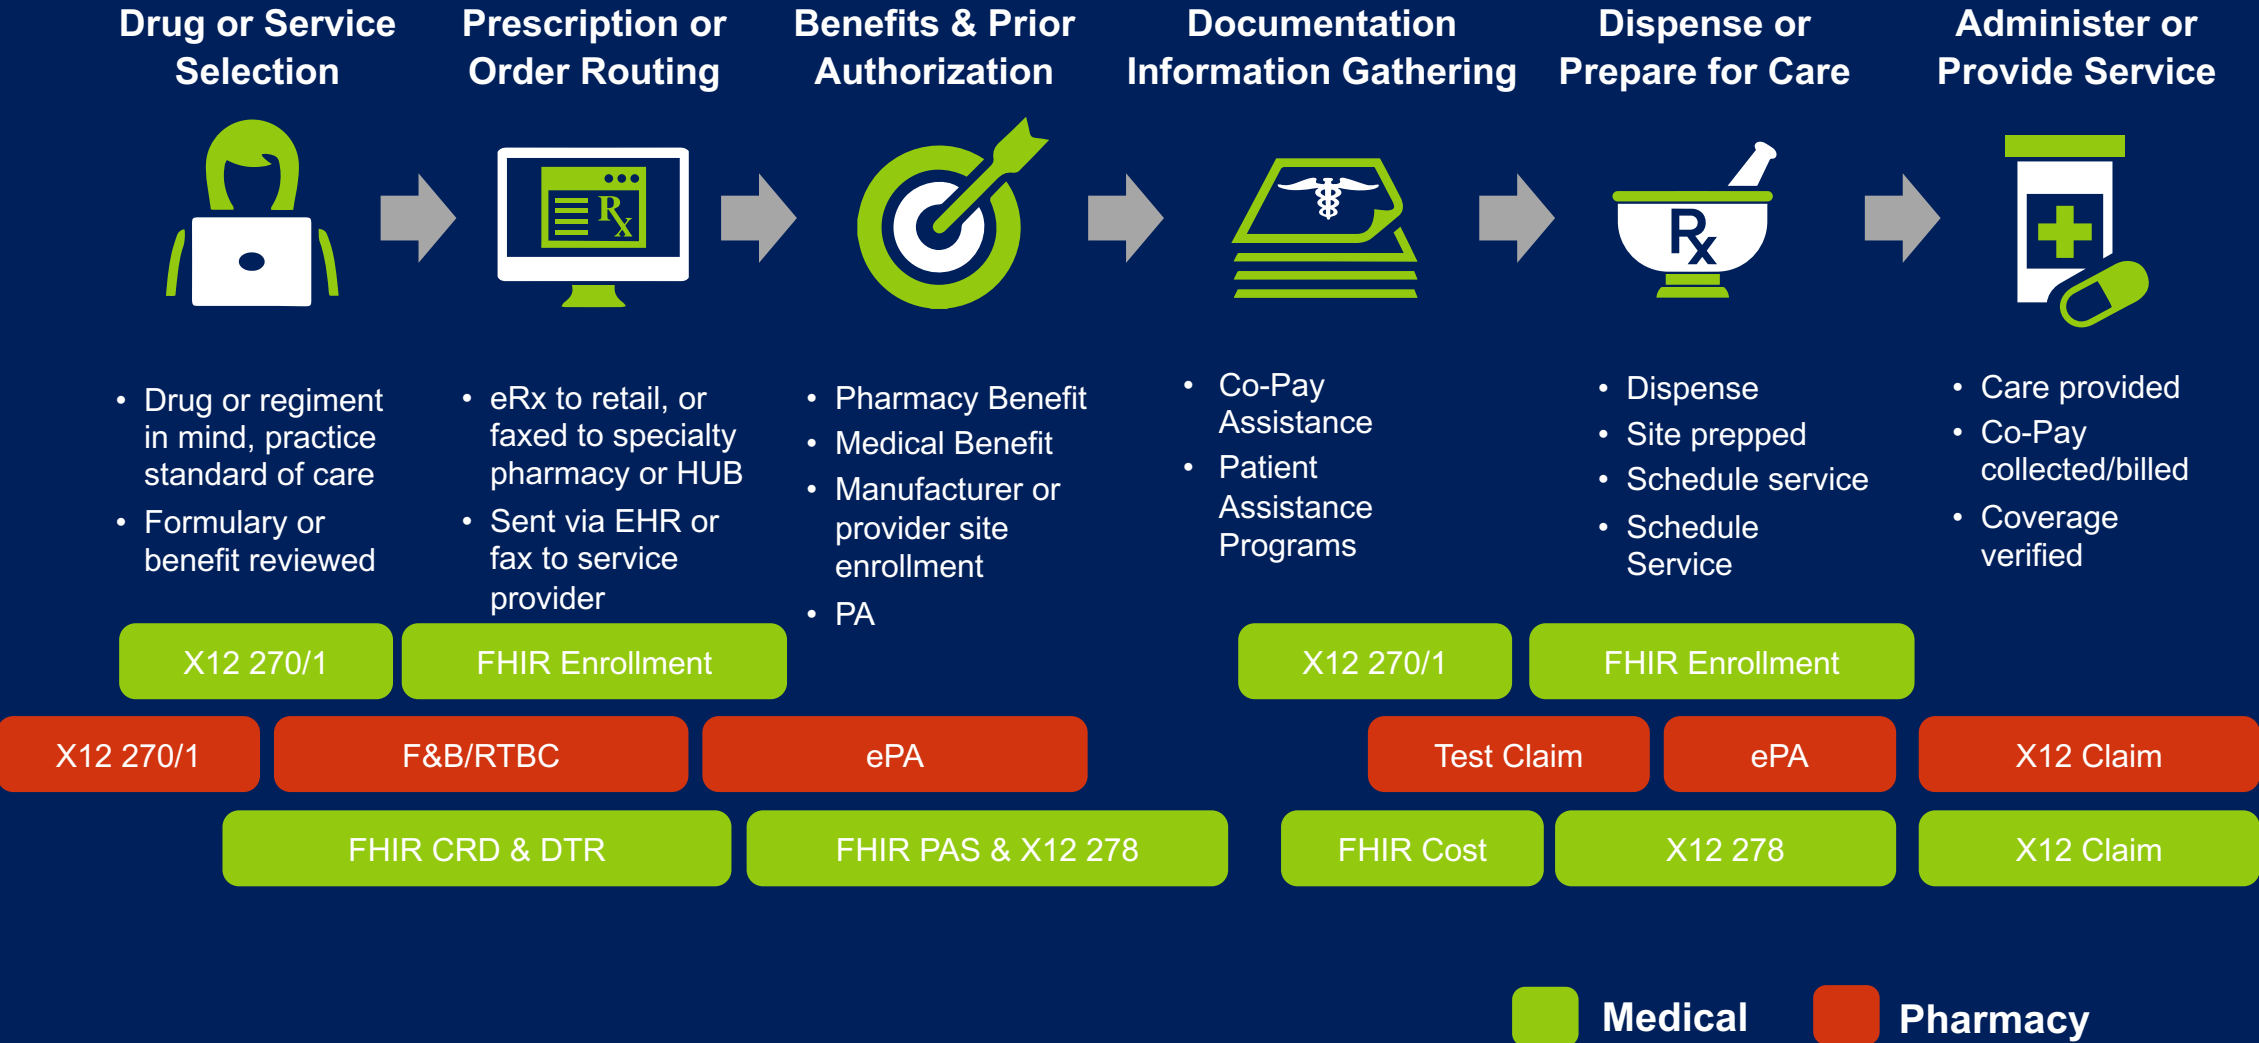 Drug or Service
Selection
Prescription or
Order Routing
Benefits & Prior
Authorization
Documentation
Information Gathering
Dispense or
Prepare for Care
Administer or
Provide Service
Rx
Rx
• Drug or regiment
in mind, practice
standard of care
• Formulary or
benefit reviewed
• eRx to retail, or
faxed to specialty
pharmacy or HUB
• Sent via EHR or
fax to service
provider
• Pharmacy Benefit
• Medical Benefit
• Manufacturer or
provider site
enrollment
• PA
• Co-Pay
Assistance
• Patient
Assistance
Programs
• Dispense
• Site prepped
• Schedule service
• Schedule
Service
• Care provided
• Co-Pay
collected/billed
• Coverage
verified
X12 270/1
FHIR Enrollment
X12 270/1
FHIR Enrollment
X12 270/1
F&B/RTBC
ePA
Test Claim
ePA
X12 Claim
FHIR CRD & DTR
FHIR PAS & X12 278
FHIR Cost
X12 278
X12 Claim
Medical
Pharmacy